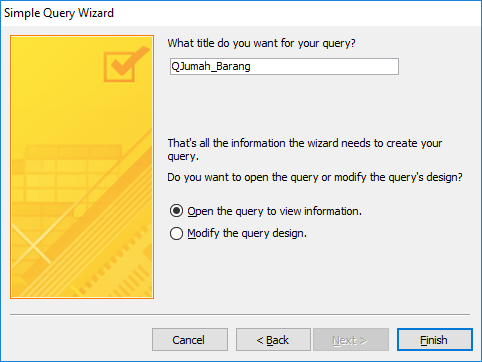 Simple Query Wizard
What title do you want for your query?
QJumah_Barang
That's all the information the wizard needs to create your
query.
Do you want to open the query or modify the query's design?
Open the query to view information.
Modify the query design.
Cancel
< Back
Next >
Finish